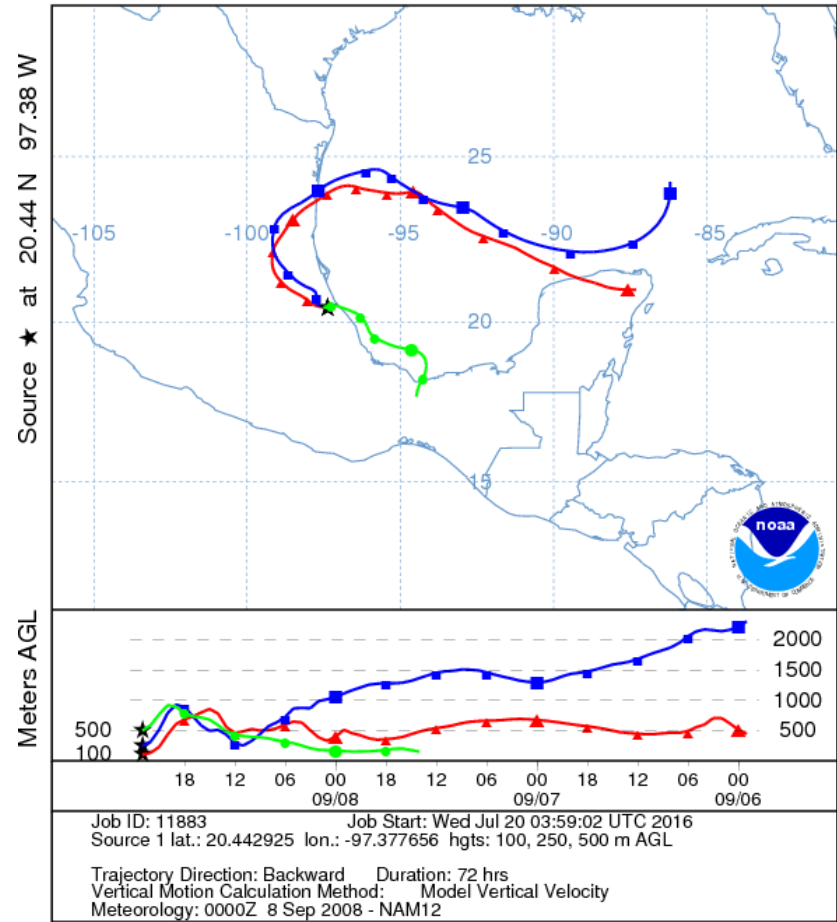 Source ★ at 20.44 N 97.38 W
25
-105 -100 -95 -90 -85
20
15
noaa
Meters AGL
2000
1500
1000
500 500
100
18 12 06 00 18 12 06 00 18 12 06 00
09/08 09/07 09/06
Job ID: 11883 Job Start: Wed Jul 20 03:59:02 UTC 2016
Source 1 lat.: 20.442925 lon.: -97.377656 hgts: 100, 250, 500 m AGL
Trajectory Direction: Backward Duration: 72 hrs
Vertical Motion Calculation Method: Model Vertical Velocity
Meteorology: 0000Z 8 Sep 2008 - NAM12